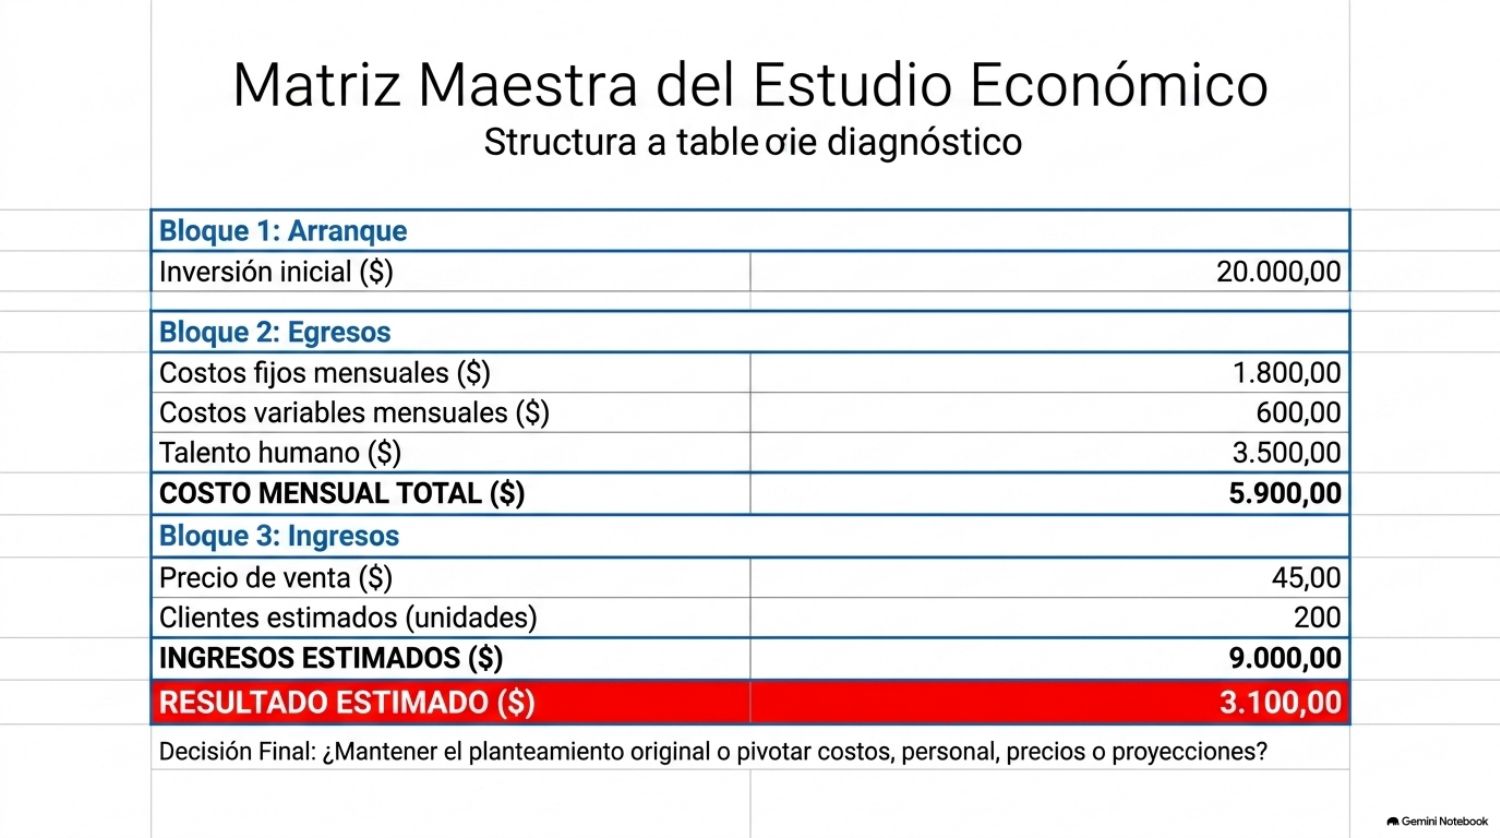 Matriz Maestra del Estudio Económico
Structura a table σie diagnóstico
Bloque 1: Arranque
Inversión inicial ($) 20.000,00
Bloque 2: Egresos
Costos fijos mensuales ($) 1.800,00
Costos variables mensuales ($) 600,00
Talento humano ($) 3.500,00
COSTO MENSUAL TOTAL ($) 5.900,00
Bloque 3: Ingresos
Precio de venta ($) 45,00
Clientes estimados (unidades) 200
INGRESOS ESTIMADOS ($) 9.000,00
RESULTADO ESTIMADO ($) 3.100,00
Decisión Final: ¿Mantener el planteamiento original o pivotar costos, personal, precios o proyecciones?
Gemini Notebook